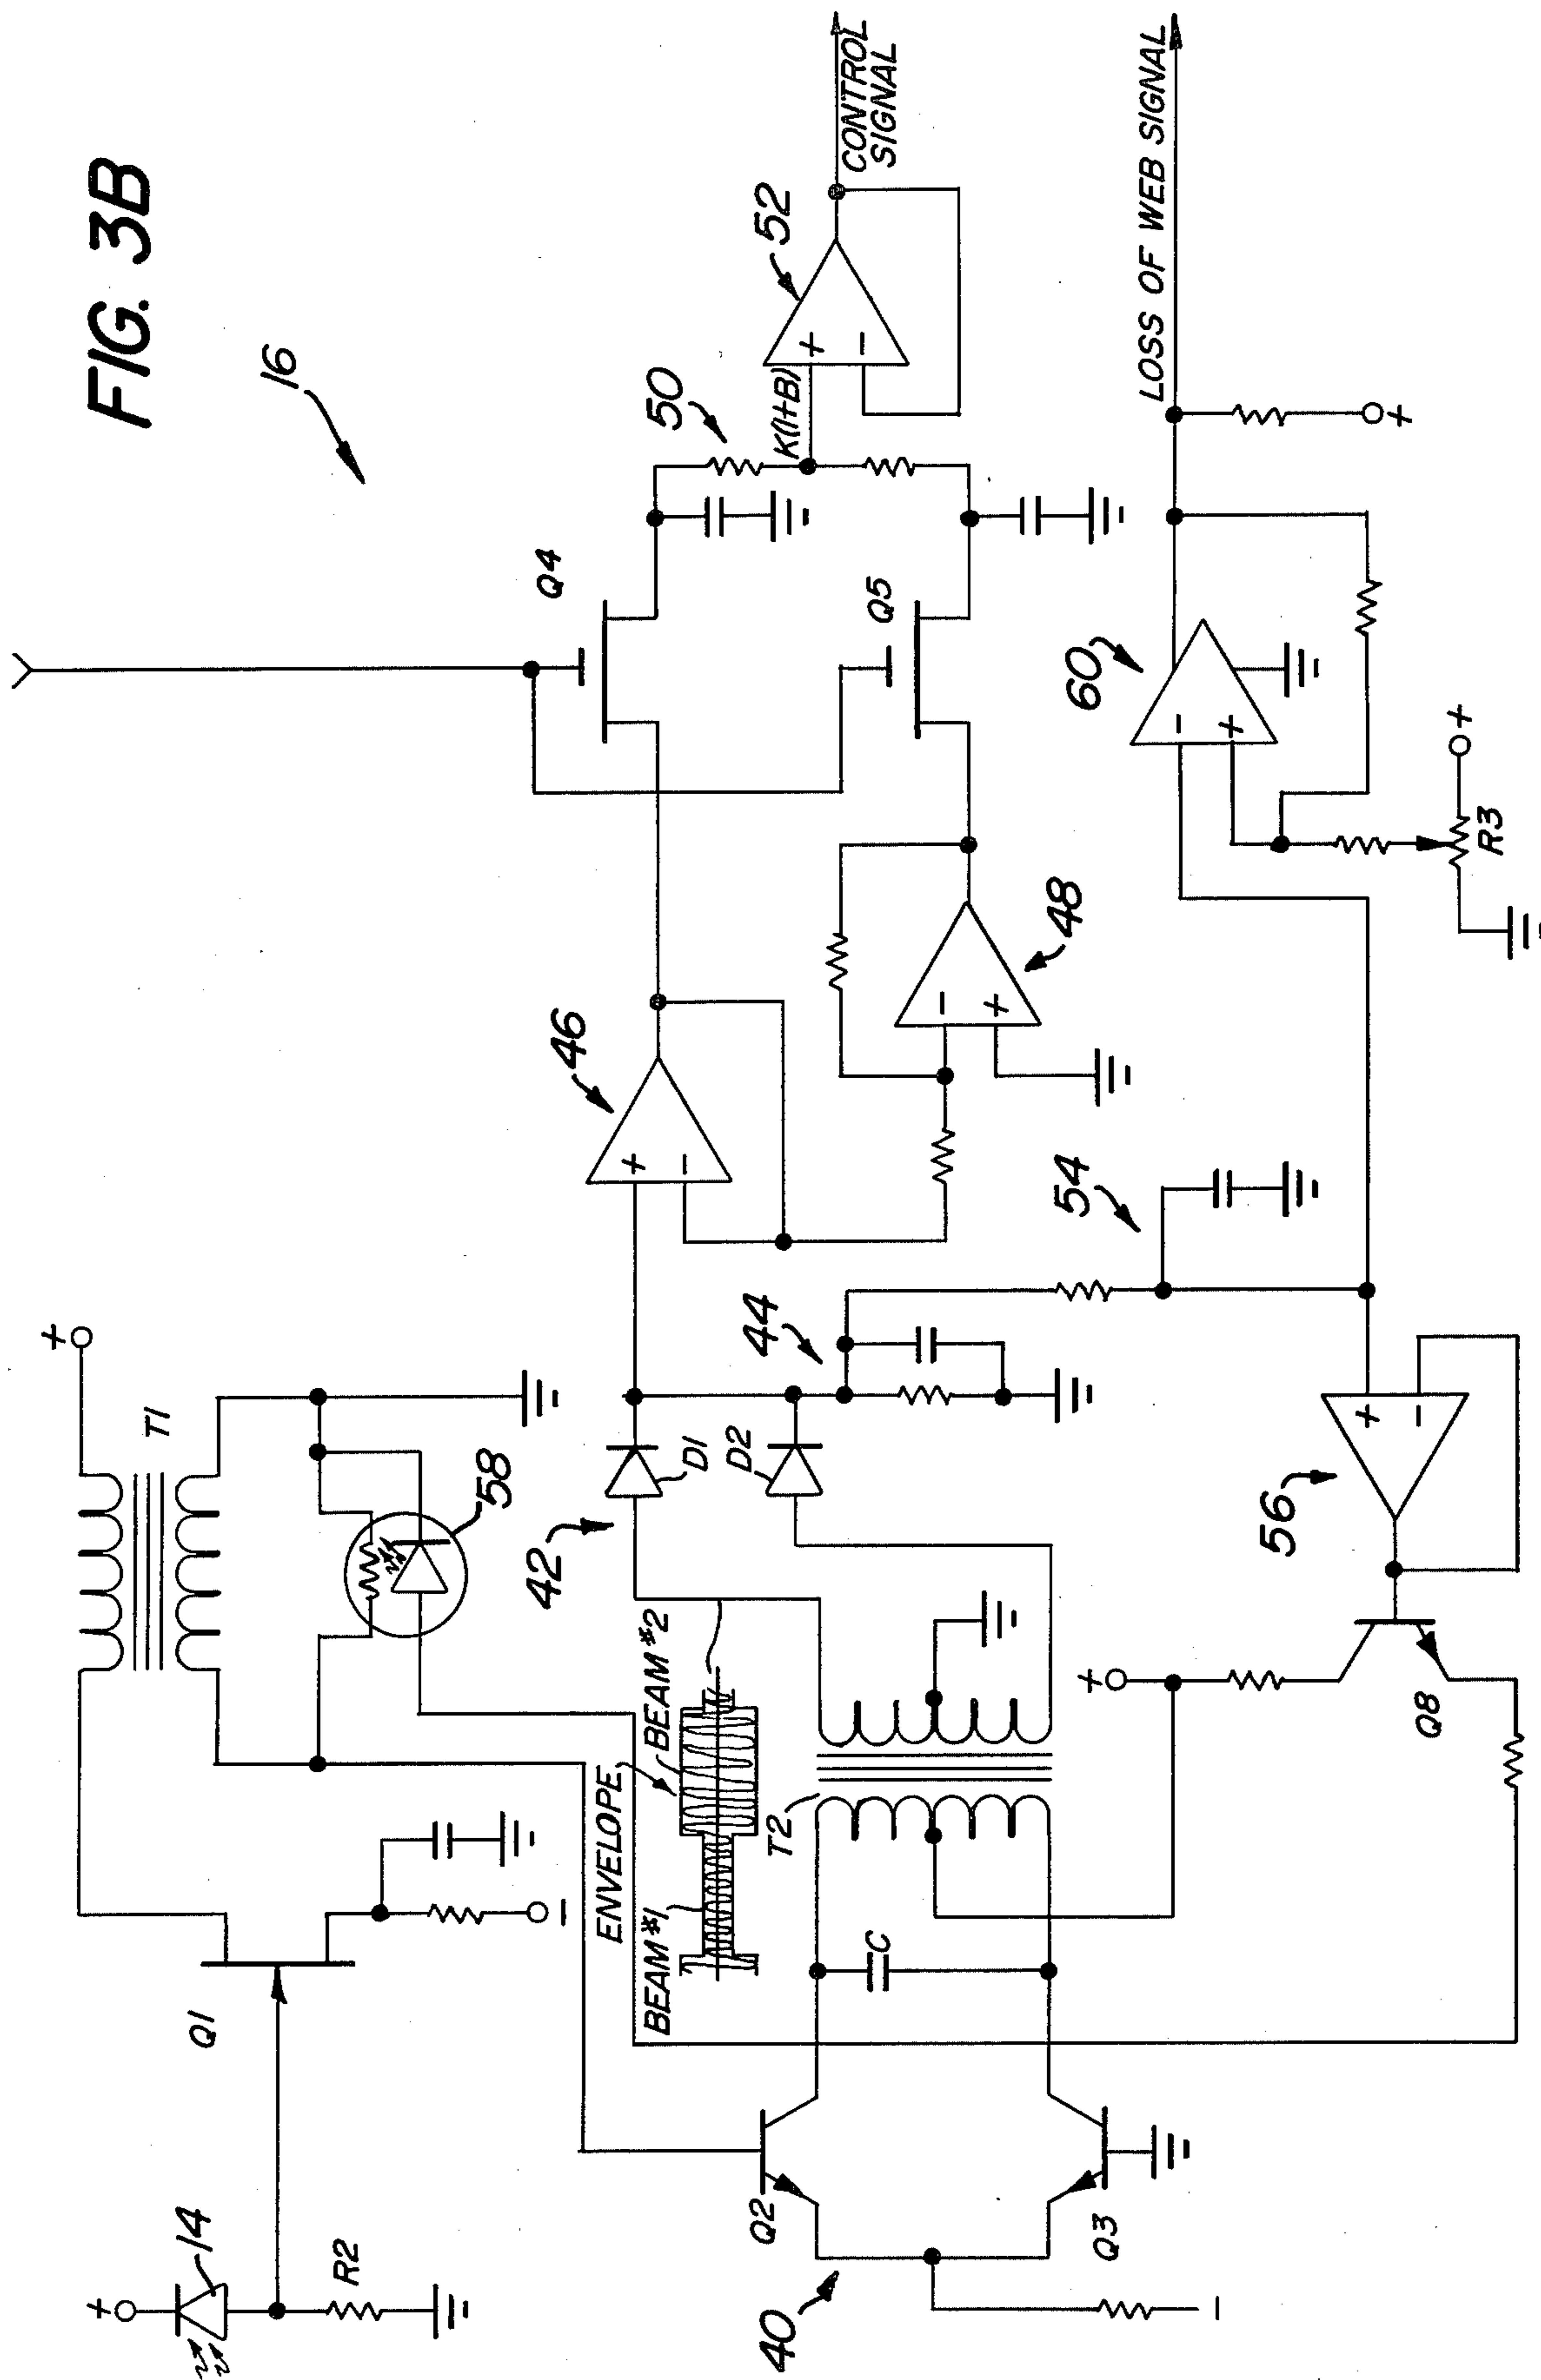 FIG. 3B
16
+
14
R2
Q1
-
T1
+
58
Q4
Q5
50
K(1+B)
52
+
-
CONTROL
SIGNAL
46
+
-
48
-
+
42
D1
D2
44
54
ENVELOPE
BEAM #1
BEAM #2
T2
C
Q2
Q3
40
-
+
Q8
56
+
-
60
-
+
R3
+
+
LOSS OF WEB SIGNAL